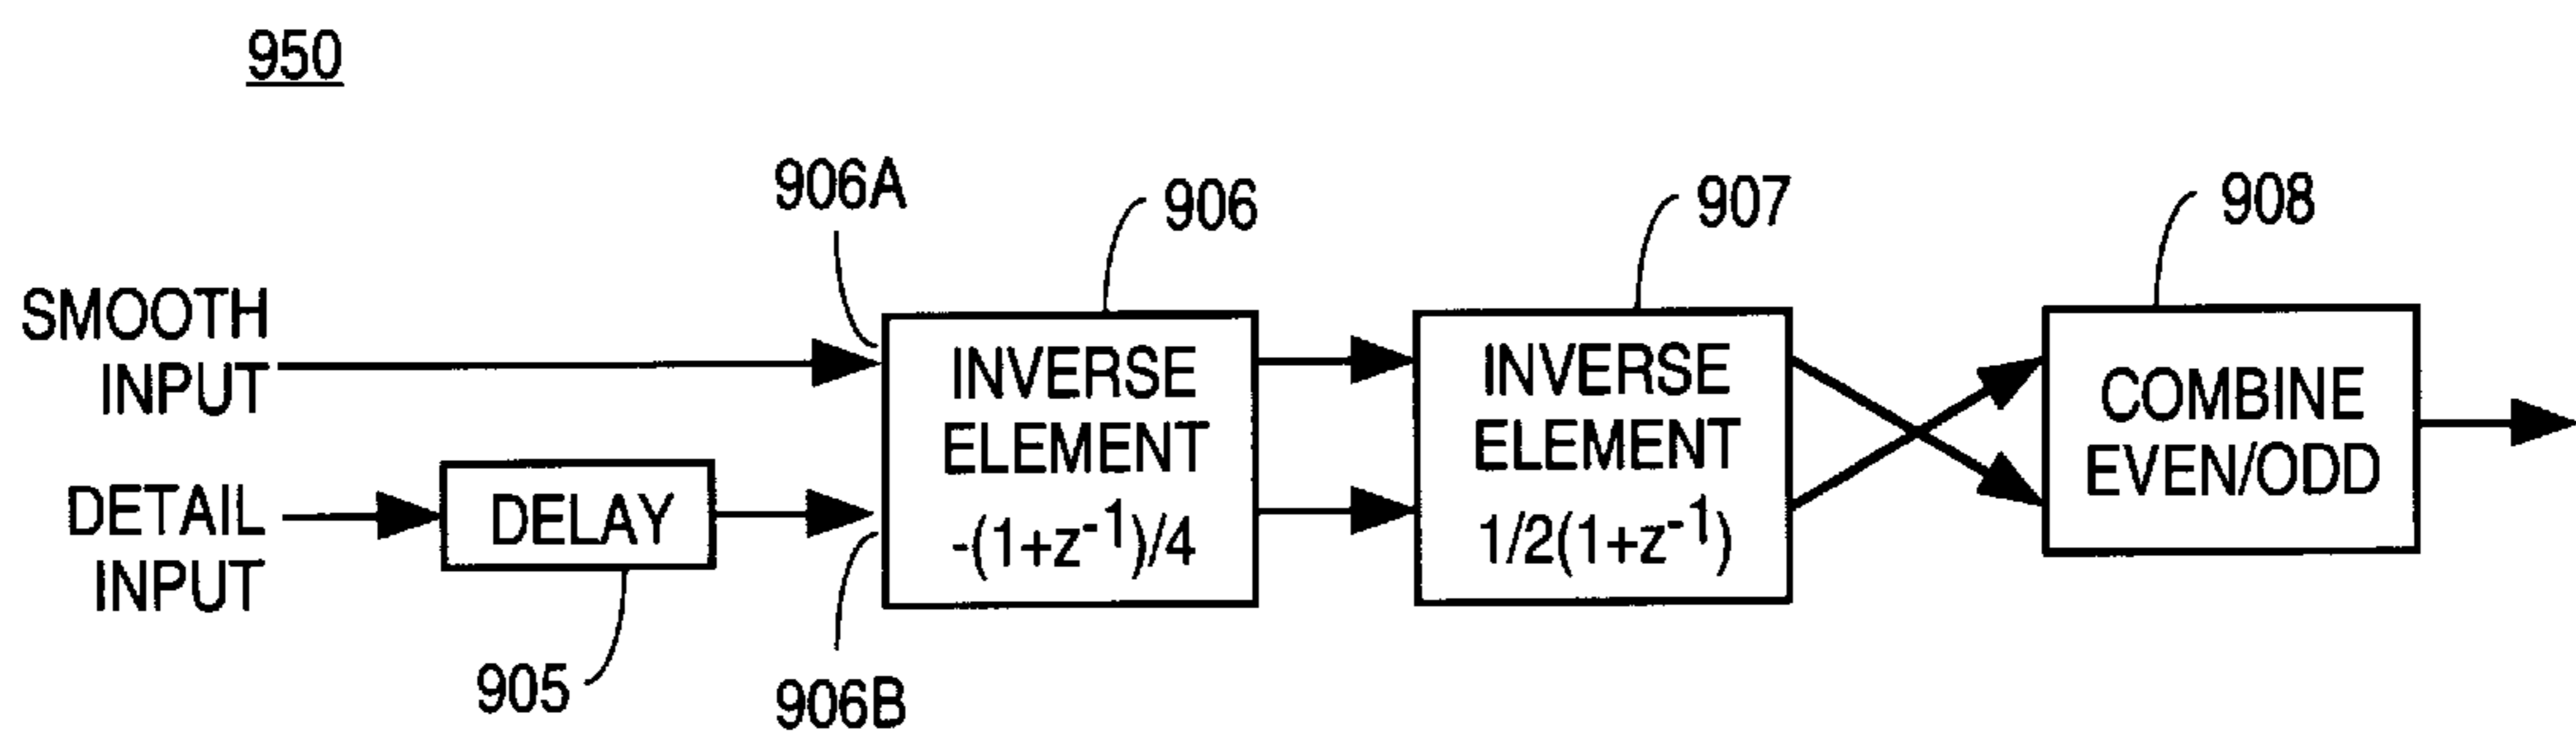 950
906A
906
907
908
SMOOTH
INPUT
INVERSE
ELEMENT
-(1+z⁻¹)/4
INVERSE
ELEMENT
1/2(1+z⁻¹)
COMBINE
EVEN/ODD
DETAIL
INPUT
DELAY
905
906B